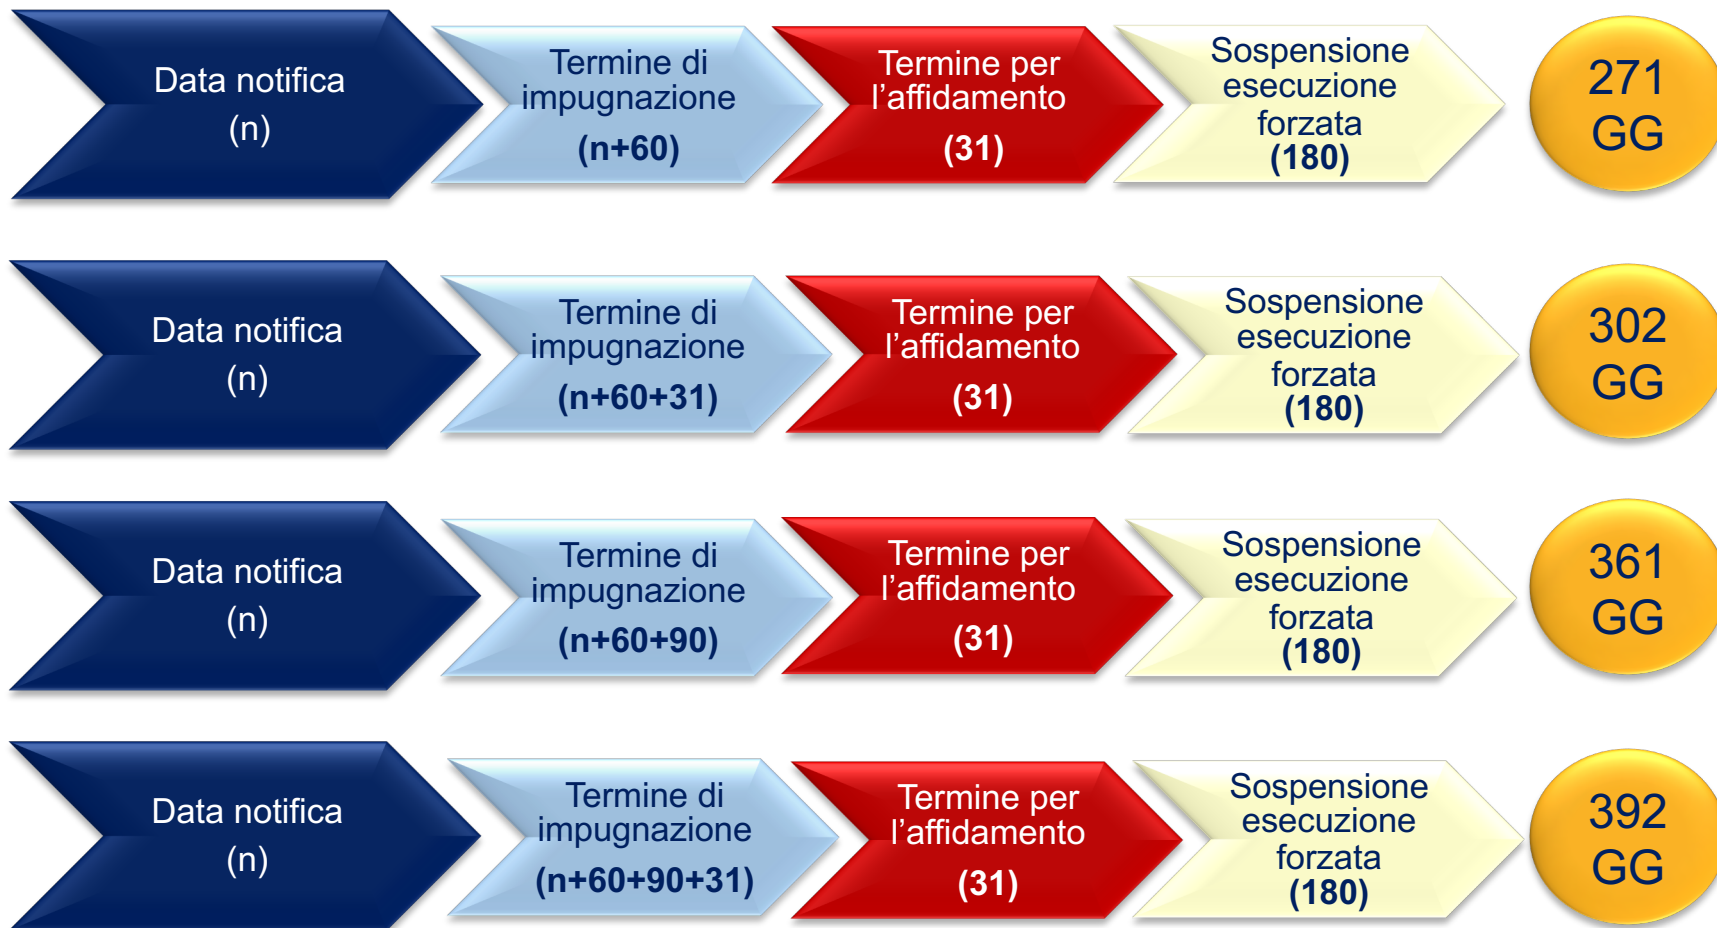 Data notifica
(n)
Termine di
impugnazione
(n+60)
Termine per
l’affidamento
(31)
Sospensione
esecuzione
forzata
(180)
271
GG
Data notifica
(n)
Termine di
impugnazione
(n+60+31)
Termine per
l’affidamento
(31)
Sospensione
esecuzione
forzata
(180)
302
GG
Data notifica
(n)
Termine di
impugnazione
(n+60+90)
Termine per
l’affidamento
(31)
Sospensione
esecuzione
forzata
(180)
361
GG
Data notifica
(n)
Termine di
impugnazione
(n+60+90+31)
Termine per
l’affidamento
(31)
Sospensione
esecuzione
forzata
(180)
392
GG